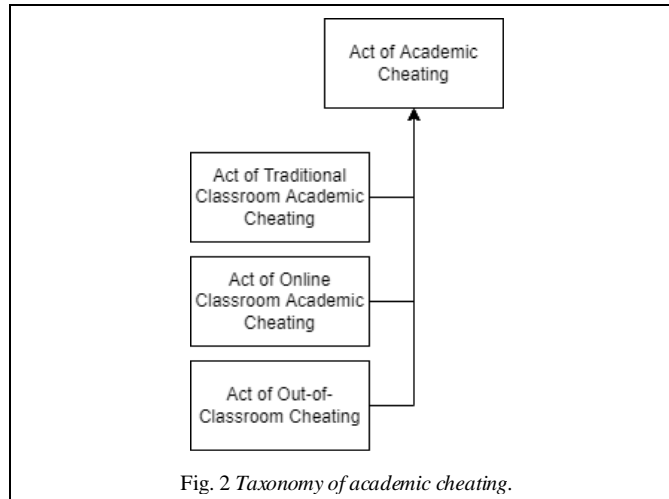 Act of Academic
Cheating
Act of Traditional
Classroom Academic
Cheating
Act of Online
Classroom Academic
Cheating
Act of Out-of-
Classroom Cheating
Fig. 2 Taxonomy of academic cheating.